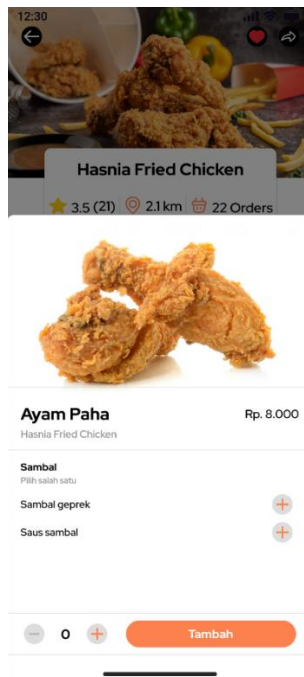 12:30
Hasnia Fried Chicken
3.5 (21) 2.1 km 22 Orders
Ayam Paha Rp. 8.000
Hasnia Fried Chicken
Sambal
Pilih salah satu
Sambal geprek
Saus sambal
0 Tambah